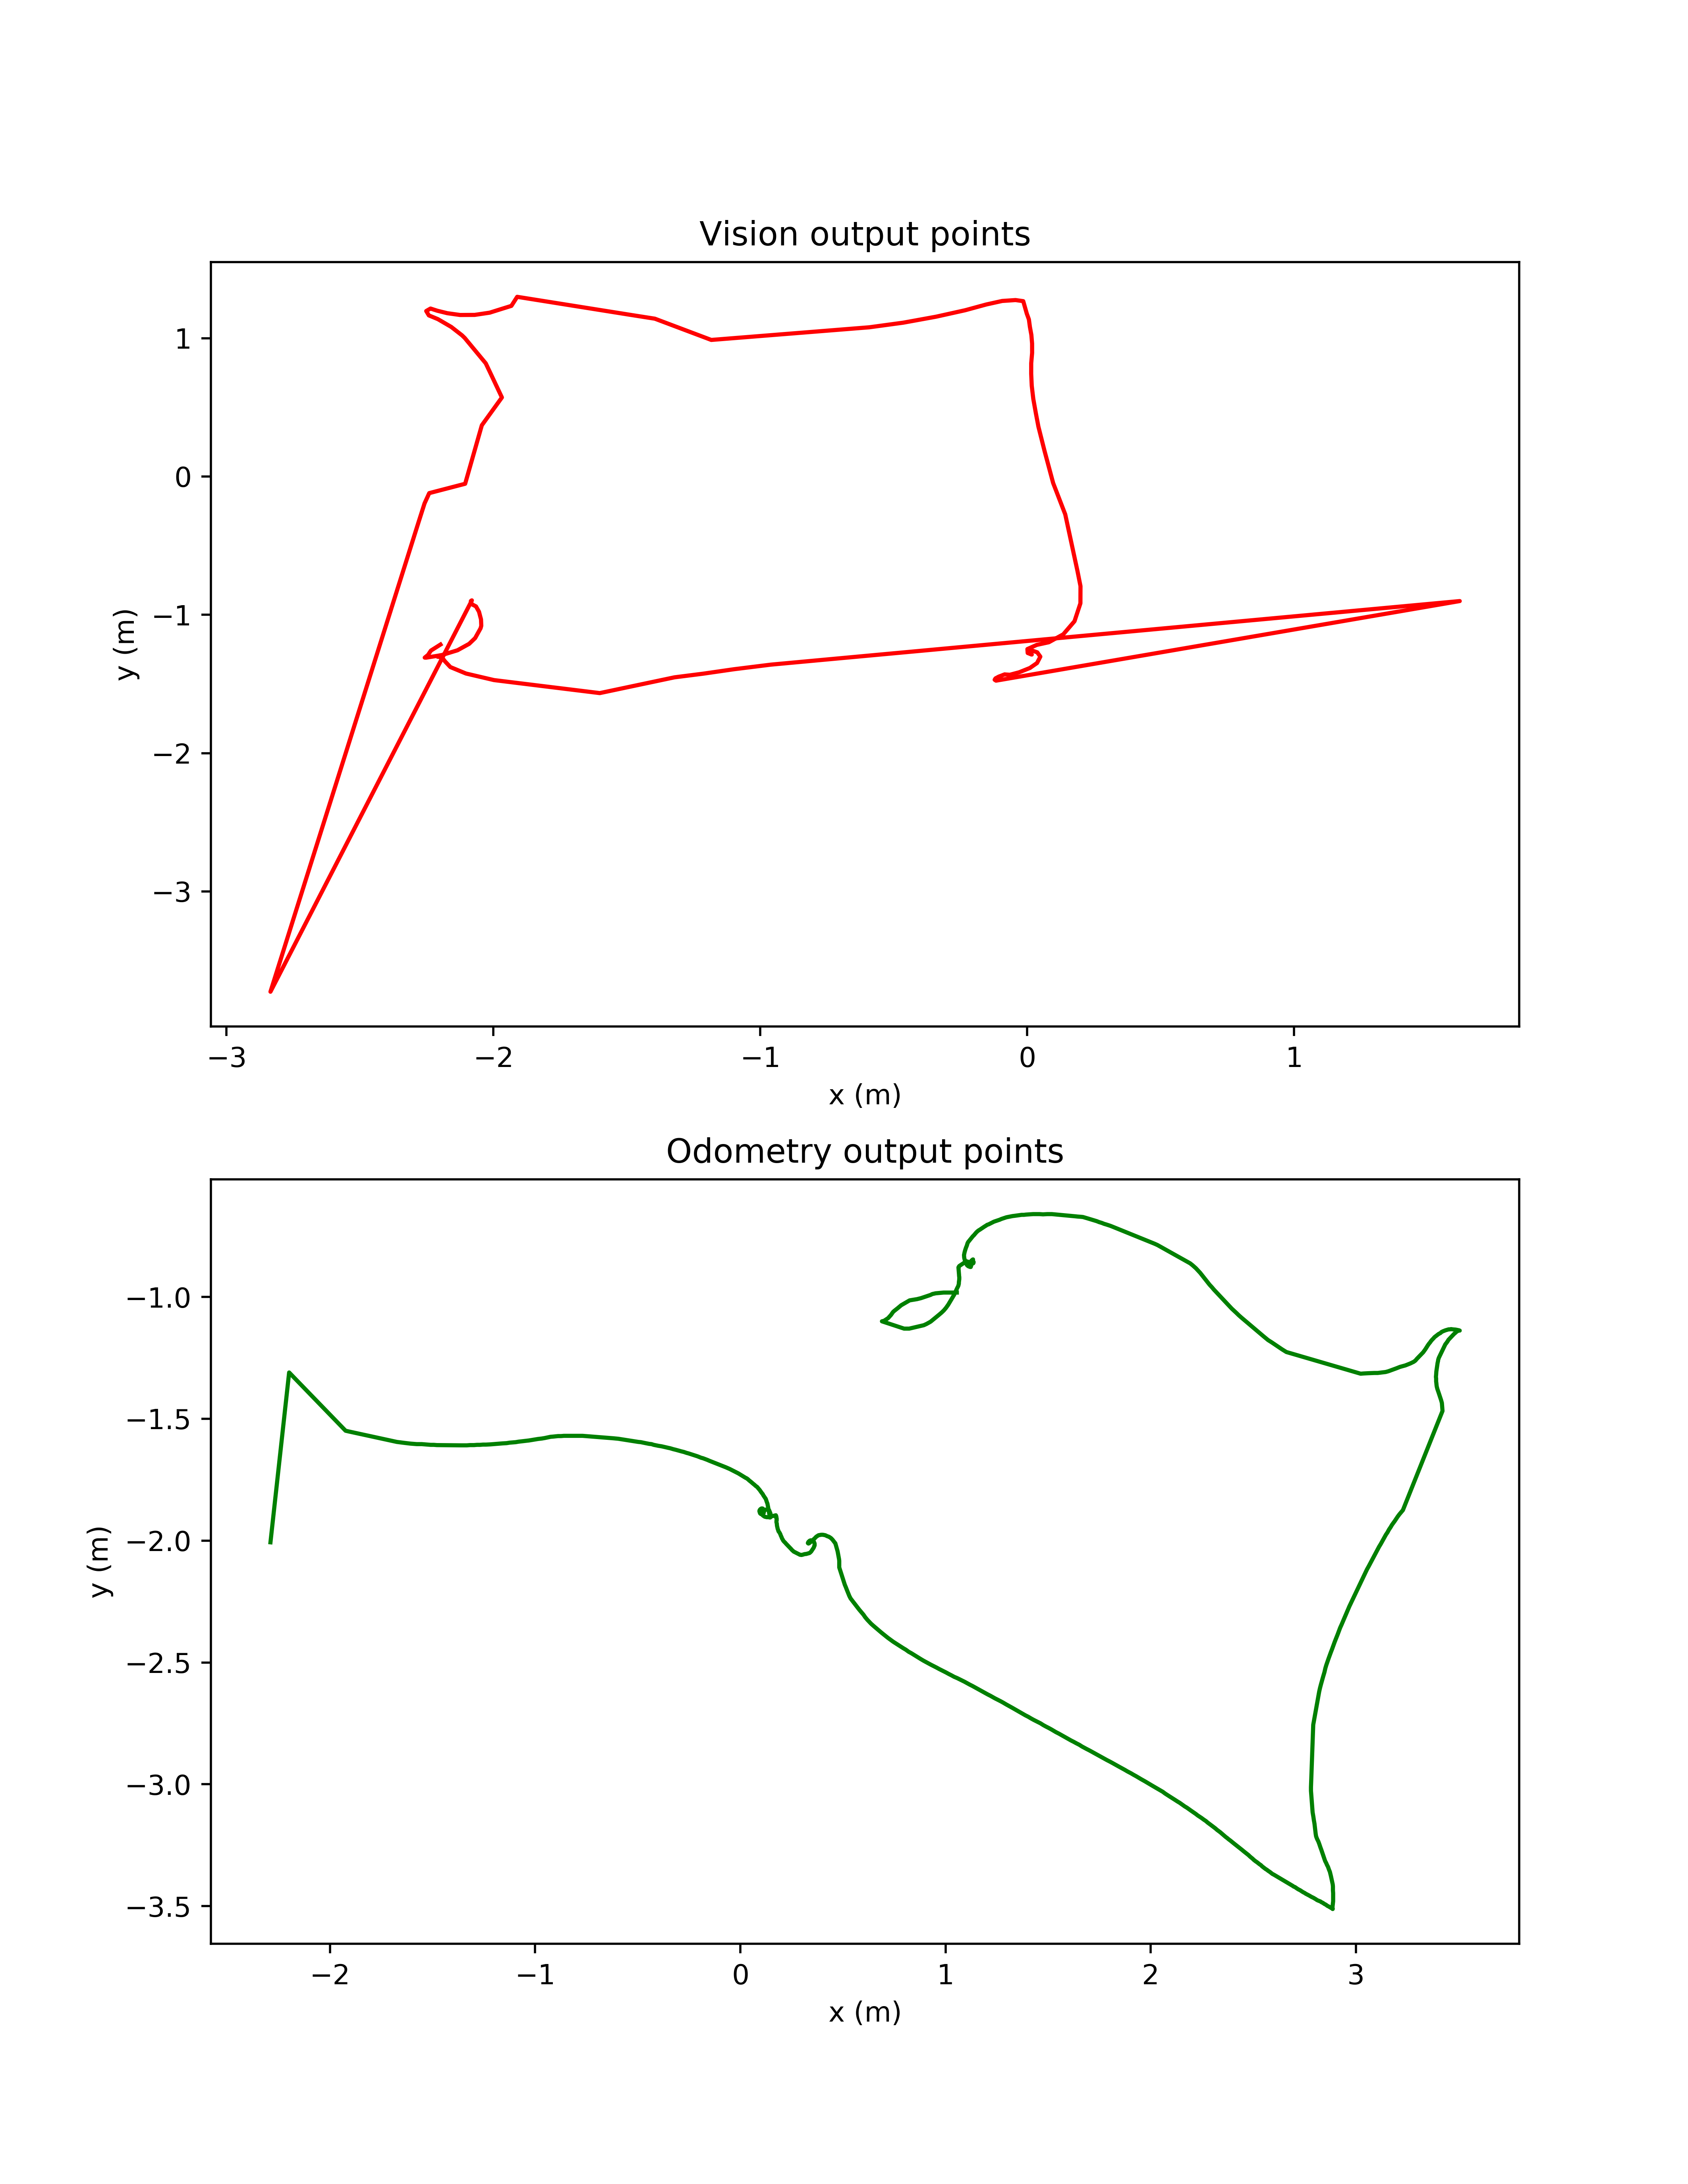 Vision output points
1
0
−1
−2
−3
y (m)
−3 −2 −1 0 1
x (m)
Odometry output points
−1.0
−1.5
−2.0
−2.5
−3.0
−3.5
y (m)
−2 −1 0 1 2 3
x (m)